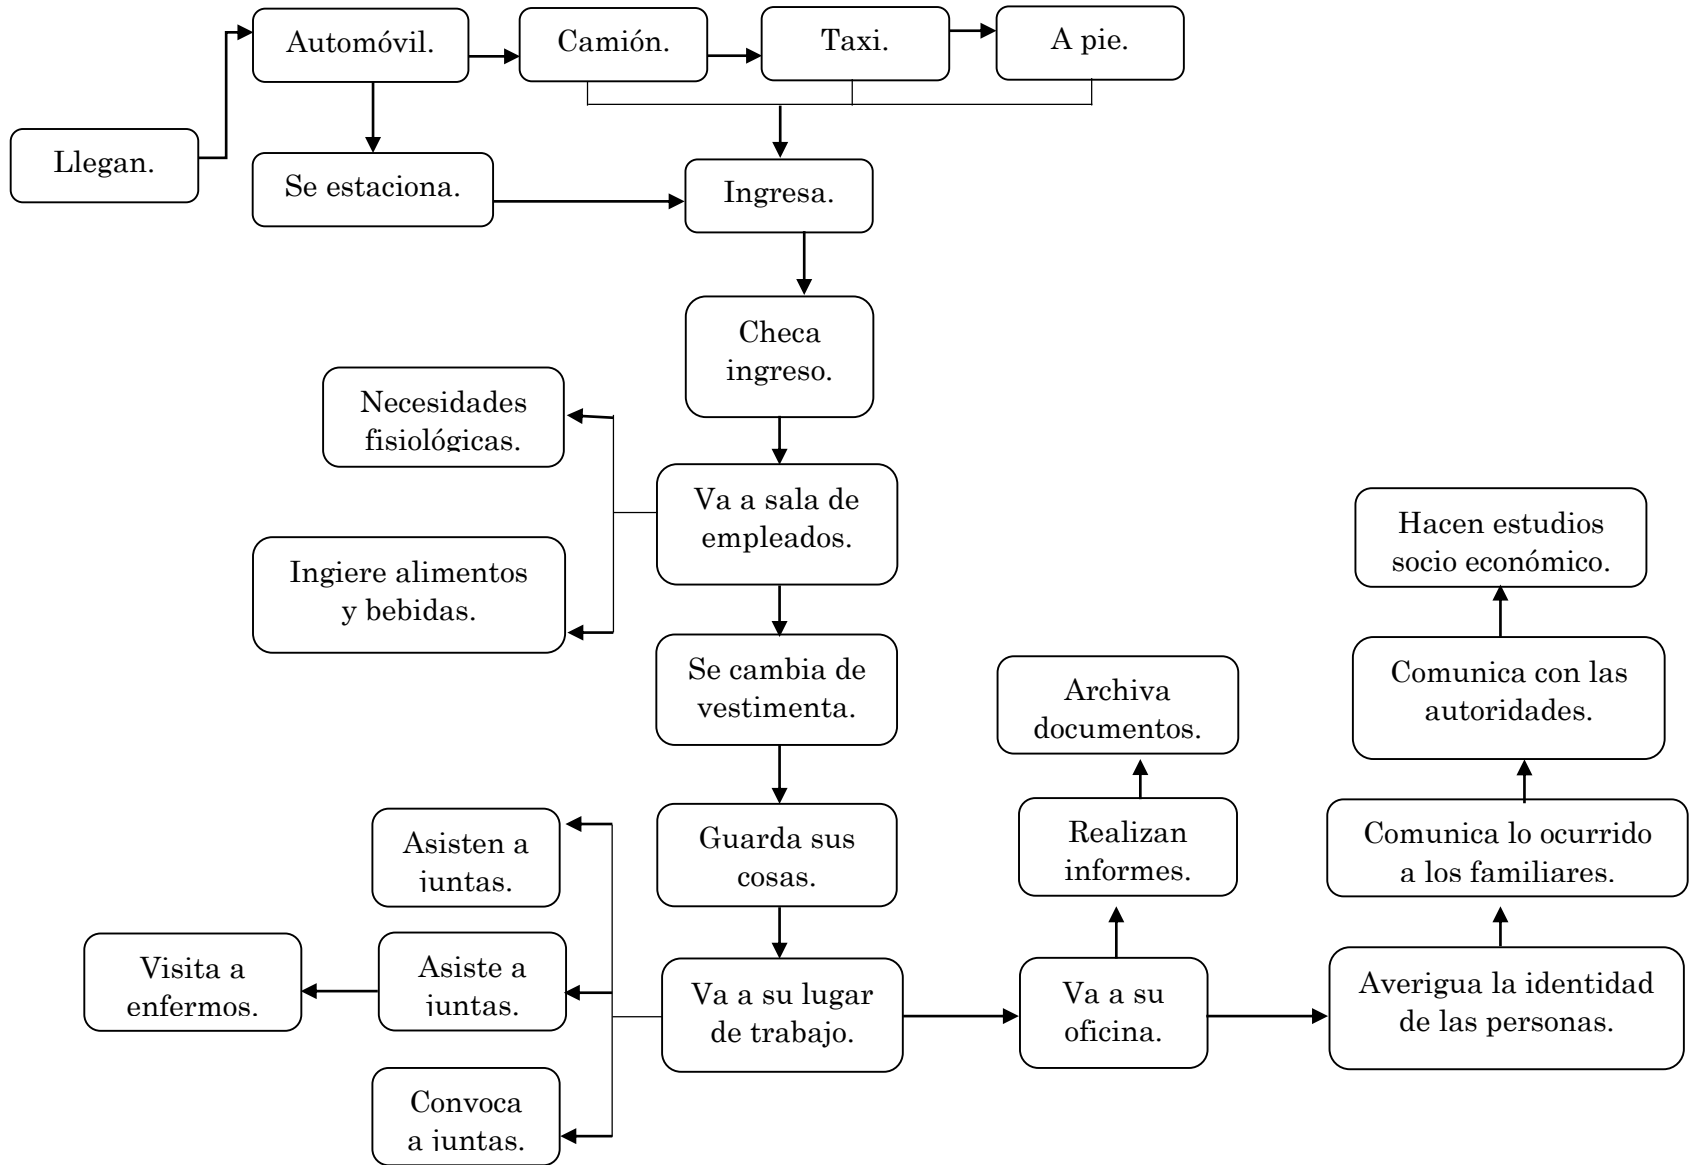 Automóvil.
Camión.
Taxi.
A pie.
Llegan.
Se estaciona.
Ingresa.
Checa
ingreso.
Necesidades
fisiológicas.
Va a sala de
empleados.
Ingiere alimentos
y bebidas.
Se cambia de
vestimenta.
Guarda sus
cosas.
Asisten a
juntas.
Visita a
enfermos.
Asiste a
juntas.
Va a su lugar
de trabajo.
Convoca
a juntas.
Va a su
oficina.
Realizan
informes.
Archiva
documentos.
Averigua la identidad
de las personas.
Comunica lo ocurrido
a los familiares.
Comunica con las
autoridades.
Hacen estudios
socio económico.